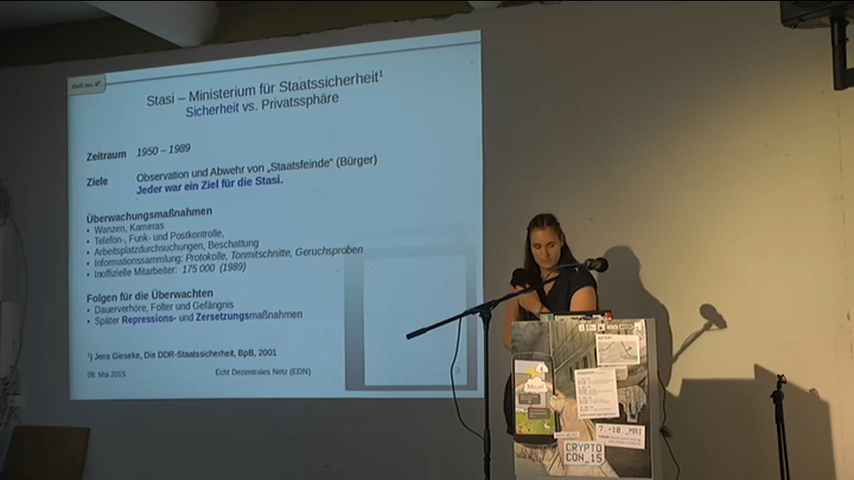 Stasi – Ministerium für Staatssicherheit¹
Sicherheit vs. Privatssphäre
Zeitraum 1950 – 1989
Ziele Observation und Abwehr von „Staatsfeinde“ (Bürger)
Jeder war ein Ziel für die Stasi.
Überwachungsmaßnahmen
• Wanzen, Kameras
• Telefon-, Funk- und Postkontrolle,
• Arbeitsplatzdurchsuchungen, Beschattung
• Informationssammlung: Protokolle, Tonmitschnitte, Geruchsproben
• Inoffizielle Mitarbeiter: 175 000 (1989)
Folgen für die Überwachten
• Dauerverhöre, Folter und Gefängnis
• Später Repressions- und Zersetzungsmaßnahmen
¹) Jens Gieseke, Die DDR-Staatssicherheit, BpB, 2001
09. Mai 2015 Echt Dezentrales Netz (EDN) 3
7.-10._MAI
CRYPTO
CON_15